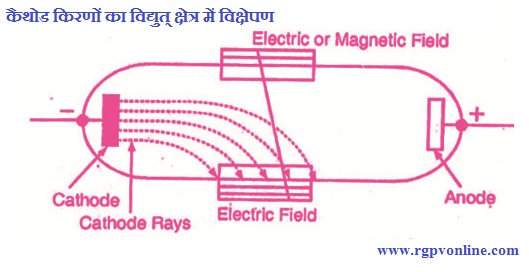 कैथोड किरणों का विद्युत् क्षेत्र में विक्षेपण
Electric or Magnetic Field
−
+
Cathode
Cathode Rays
Electric Field
Anode
www.rgpvonline.com